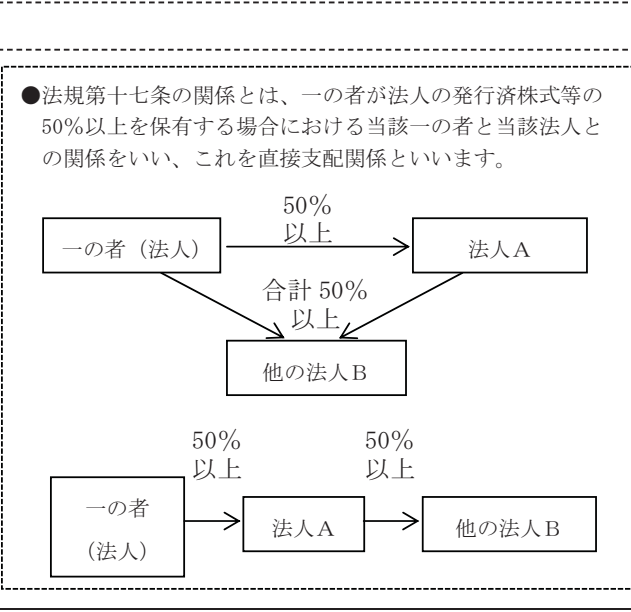 ●法規第十七条の関係とは、一の者が法人の発行済株式等の
50%以上を保有する場合における当該一の者と当該法人と
の関係をいい、これを直接支配関係といいます。
50%
以上
一の者（法人）
法人A
合計 50%
以上
他の法人B
50%
以上
50%
以上
一の者
（法人）
法人A
他の法人B